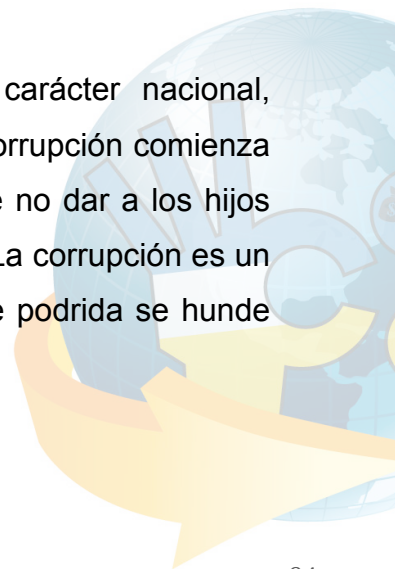 carácter nacional,
orrupción comienza
no dar a los hijos
La corrupción es un
podrida se hunde